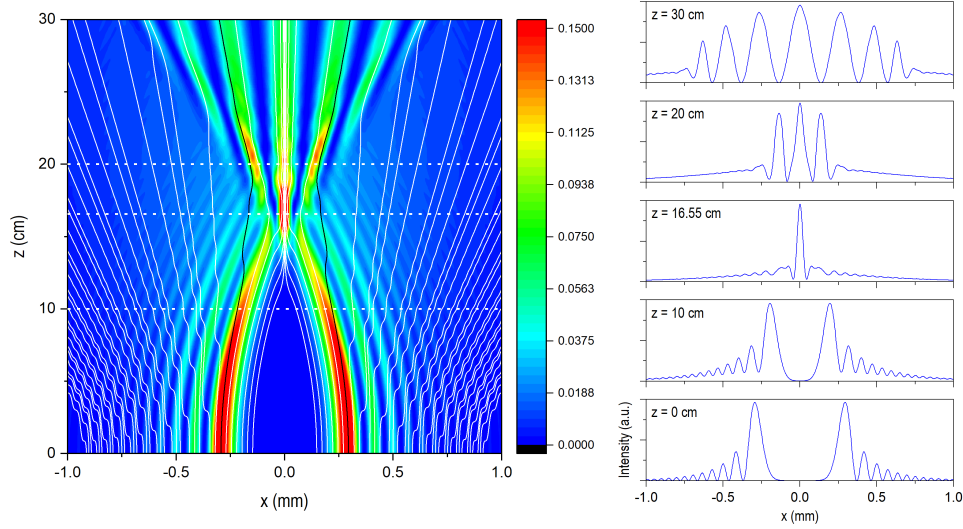 30
20
10
0
z (cm)
-1.0 -0.5 0.0 0.5 1.0
x (mm)
0.1500
0.1313
0.1125
0.0938
0.0750
0.0563
0.0375
0.0188
0.0000
z = 30 cm
z = 20 cm
z = 16.55 cm
z = 10 cm
z = 0 cm
Intensity (a.u.)
-1.0 -0.5 0.0 0.5 1.0
x (mm)